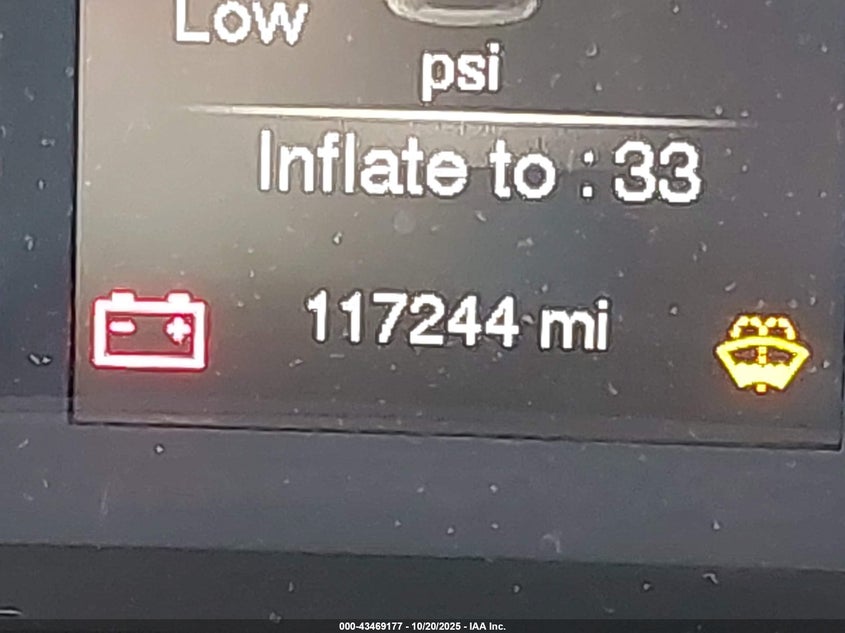 Low
psi
Inflate to : 33
117244 mi
000-43469177 - 10/20/2025 - IAA Inc.